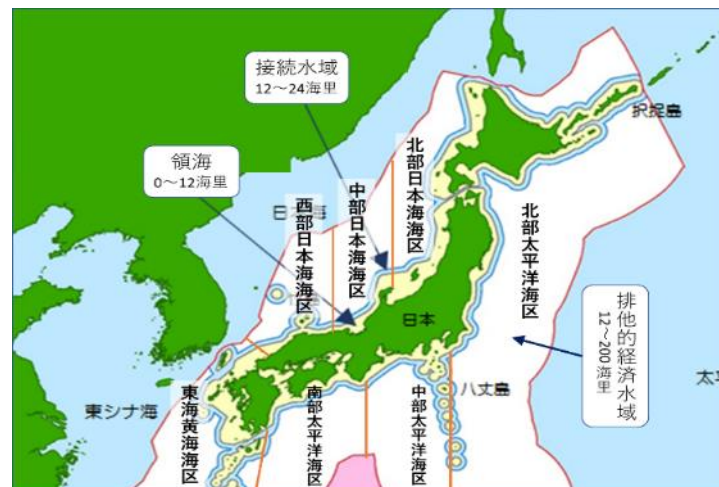 接続水域
12～24海里
択捉島
領海
0～12海里
日本海
北部日本海海区
中部日本海海区
西部日本海海区
北部太平洋海区
日本
排他的経済水域
12～200海里
八丈島
太平
東シナ海
東海黄海海区
南部太平洋海区
中部太平洋海区